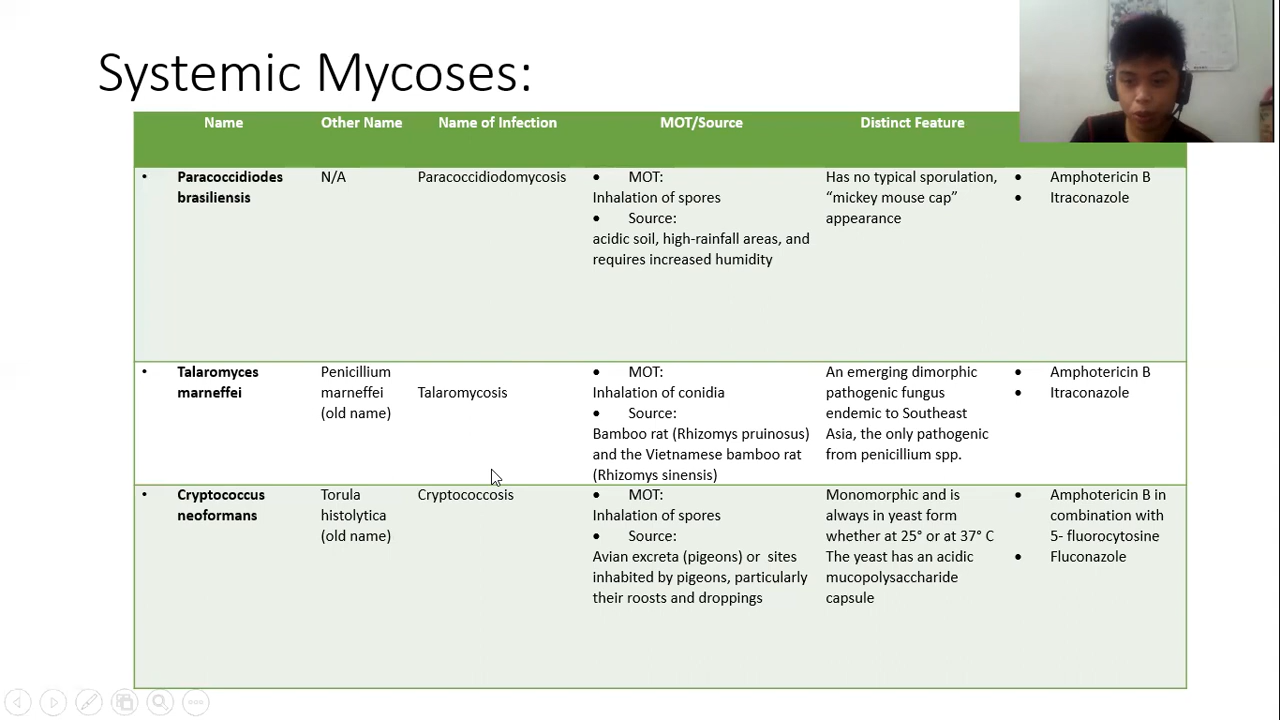 Systemic Mycoses:
Name
Other Name
Name of Infection
MOT/Source
Distinct Feature
• Paracoccidiodes
brasiliensis
N/A
Paracoccidiodomycosis
• MOT:
Inhalation of spores
• Source:
acidic soil, high-rainfall areas, and
requires increased humidity
Has no typical sporulation,
“mickey mouse cap”
appearance
• Amphotericin B
• Itraconazole
• Talaromyces
marneffei
Penicillium
marneffei
(old name)
Talaromycosis
• MOT:
Inhalation of conidia
• Source:
Bamboo rat (Rhizomys pruinosus)
and the Vietnamese bamboo rat
(Rhizomys sinensis)
An emerging dimorphic
pathogenic fungus
endemic to Southeast
Asia, the only pathogenic
from penicillium spp.
• Amphotericin B
• Itraconazole
• Cryptococcus
neoformans
Torula
histolytica
(old name)
Cryptococcosis
• MOT:
Inhalation of spores
• Source:
Avian excreta (pigeons) or sites
inhabited by pigeons, particularly
their roosts and droppings
Monomorphic and is
always in yeast form
whether at 25° or at 37° C
The yeast has an acidic
mucopolysaccharide
capsule
• Amphotericin B in
combination with
5- fluorocytosine
• Fluconazole